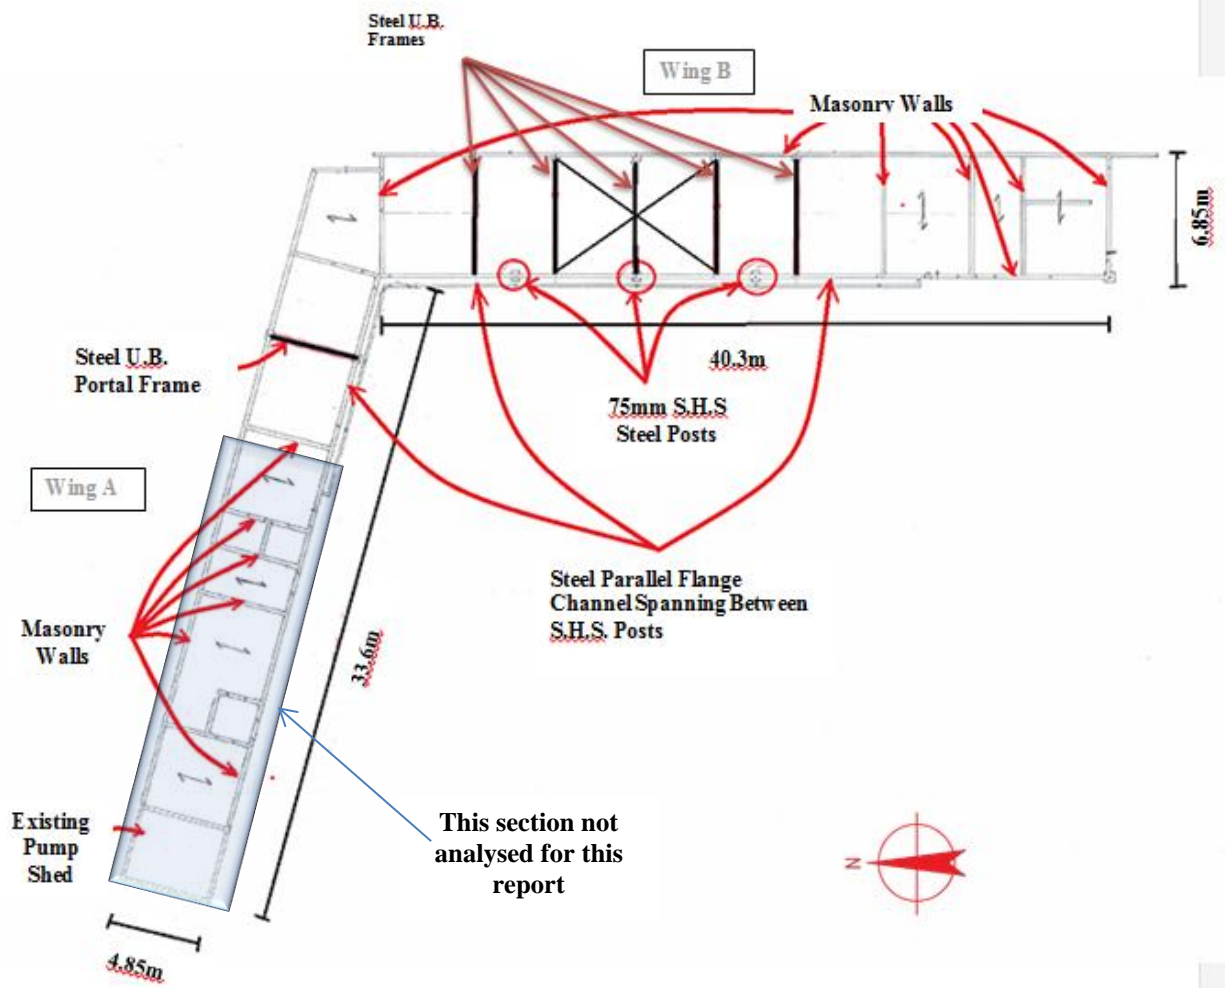 Steel U.B.
Frames
Wing B
Masonry Walls
6.85m
40.3m
Steel U.B.
Portal Frame
75mm S.H.S
Steel Posts
Wing A
Steel Parallel Flange
Channel Spanning Between
S.H.S. Posts
Masonry
Walls
33.6m
Existing
Pump
Shed
This section not
analysed for this
report
N
4.85m